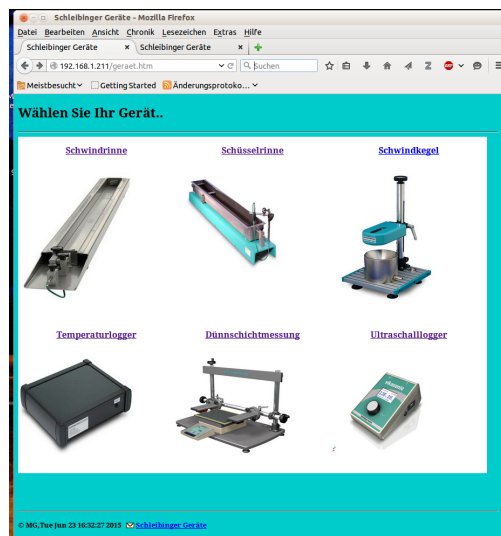 Schleibinger Geräte - Mozilla Firefox
Datei Bearbeiten Ansicht Chronik Lesezeichen Extras Hilfe
Schleibinger Geräte × Schleibinger Geräte ×
192.168.1.211/geraet.htm Suchen
Meistbesucht Getting Started Änderungsprotoko...
Wählen Sie Ihr Gerät..
Schwindrinne Schüsselrinne Schwindkegel
Temperaturlogger Dünnschichtmessung Ultraschalllogger
© MG,Tue Jun 23 16:32:27 2015 Schleibinger Geräte